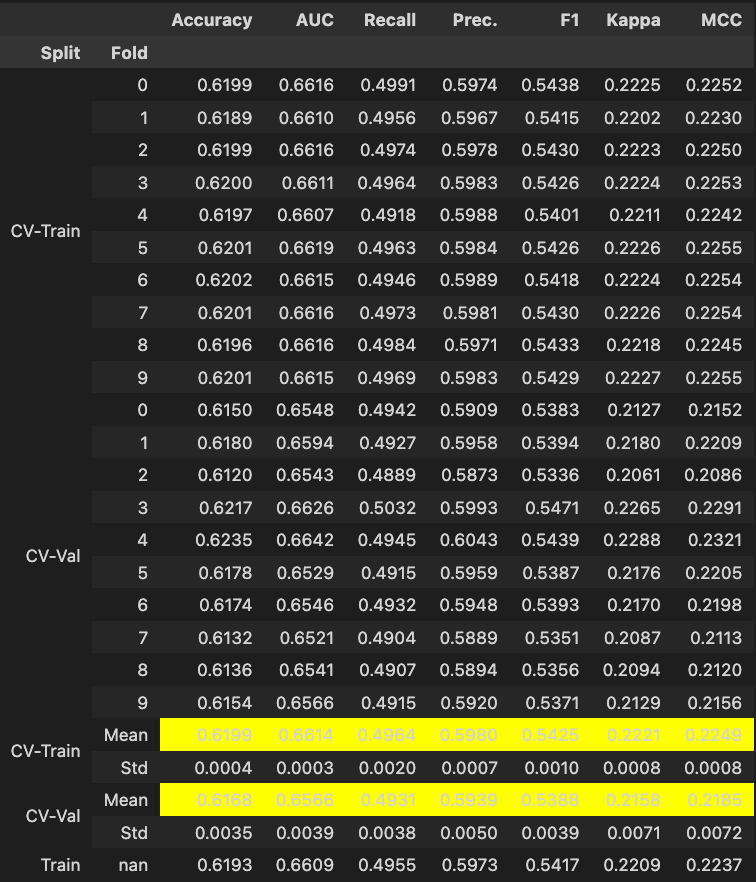 Accuracy AUC Recall Prec. F1 Kappa MCC
Split Fold
0 0.6199 0.6616 0.4991 0.5974 0.5438 0.2225 0.2252
1 0.6189 0.6610 0.4956 0.5967 0.5415 0.2202 0.2230
2 0.6199 0.6616 0.4974 0.5978 0.5430 0.2223 0.2250
3 0.6200 0.6611 0.4964 0.5983 0.5426 0.2224 0.2253
4 0.6197 0.6607 0.4918 0.5988 0.5401 0.2211 0.2242
CV-Train
5 0.6201 0.6619 0.4963 0.5984 0.5426 0.2226 0.2255
6 0.6202 0.6615 0.4946 0.5989 0.5418 0.2224 0.2254
7 0.6201 0.6616 0.4973 0.5981 0.5430 0.2226 0.2254
8 0.6196 0.6616 0.4984 0.5971 0.5433 0.2218 0.2245
9 0.6201 0.6615 0.4969 0.5983 0.5429 0.2227 0.2255
0 0.6150 0.6548 0.4942 0.5909 0.5383 0.2127 0.2152
1 0.6180 0.6594 0.4927 0.5958 0.5394 0.2180 0.2209
2 0.6120 0.6543 0.4889 0.5873 0.5336 0.2061 0.2086
3 0.6217 0.6626 0.5032 0.5993 0.5471 0.2265 0.2291
4 0.6235 0.6642 0.4945 0.6043 0.5439 0.2288 0.2321
CV-Val
5 0.6178 0.6529 0.4915 0.5959 0.5387 0.2176 0.2205
6 0.6174 0.6546 0.4932 0.5948 0.5393 0.2170 0.2198
7 0.6132 0.6521 0.4904 0.5889 0.5351 0.2087 0.2113
8 0.6136 0.6541 0.4907 0.5894 0.5356 0.2094 0.2120
9 0.6154 0.6566 0.4915 0.5920 0.5371 0.2129 0.2156
Mean 0.6199 0.6614 0.4964 0.5980 0.5425 0.2221 0.2249
CV-Train
Std 0.0004 0.0003 0.0020 0.0007 0.0010 0.0008 0.0008
Mean 0.6168 0.6566 0.4931 0.5939 0.5388 0.2158 0.2185
CV-Val
Std 0.0035 0.0039 0.0038 0.0050 0.0039 0.0071 0.0072
Train nan 0.6193 0.6609 0.4955 0.5973 0.5417 0.2209 0.2237